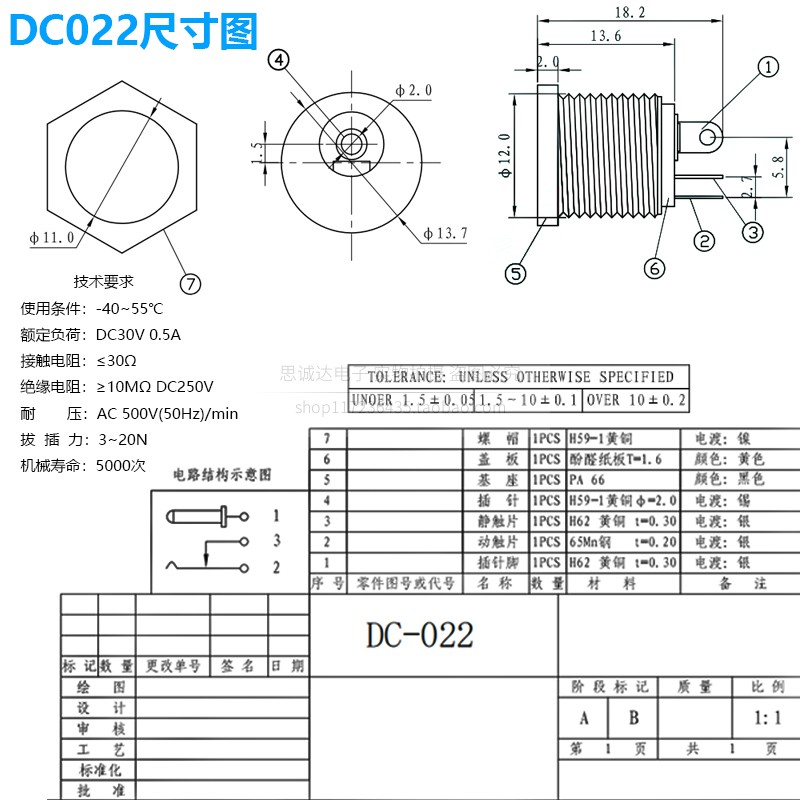 DC022尺寸图
18.2
13.6
2.0
④
①
φ2.0
1.5
φ12.0
5.8
2.7
φ11.0
φ13.7
③
②
⑥
⑤
⑦
技术要求
使用条件：-40~55℃
额定负荷：DC30V 0.5A
接触电阻：≤30Ω
绝缘电阻：≥10MΩ DC250V
耐 压：AC 500V(50Hz)/min
拔 插 力：3~20N
机械寿命：5000次
思诚达电子 实物拍摄 盗图必究
TOLERANCE: UNLESS OTHERWISE SPECIFIED
UNOER 1.5±0.05 1.5~10±0.1 OVER 10±0.2
电路结构示意图
1
3
2
7 螺帽 1PCS H59-1黄铜 电渡：镍
6 盖板 1PCS 酚醛纸板T=1.6 颜色：黄色
5 基座 1PCS PA 66 颜色：黑色
4 插针 1PCS H59-1黄铜φ=2.0 电渡：锡
3 静触片 1PCS H62 黄铜 t=0.30 电渡：银
2 动触片 1PCS 65Mn钢 t=0.20 电渡：银
1 插针脚 1PCS H62 黄铜 t=0.30 电渡：银
序号 零件图号或代号 名称 数量 材料 备注
DC-022
标记 数量 更改单号 签名 日期
绘 图
设 计
审 核
工 艺
标准化
批 准
阶段标记 质量 比例
A B 1:1
第 1 页 共 1 页